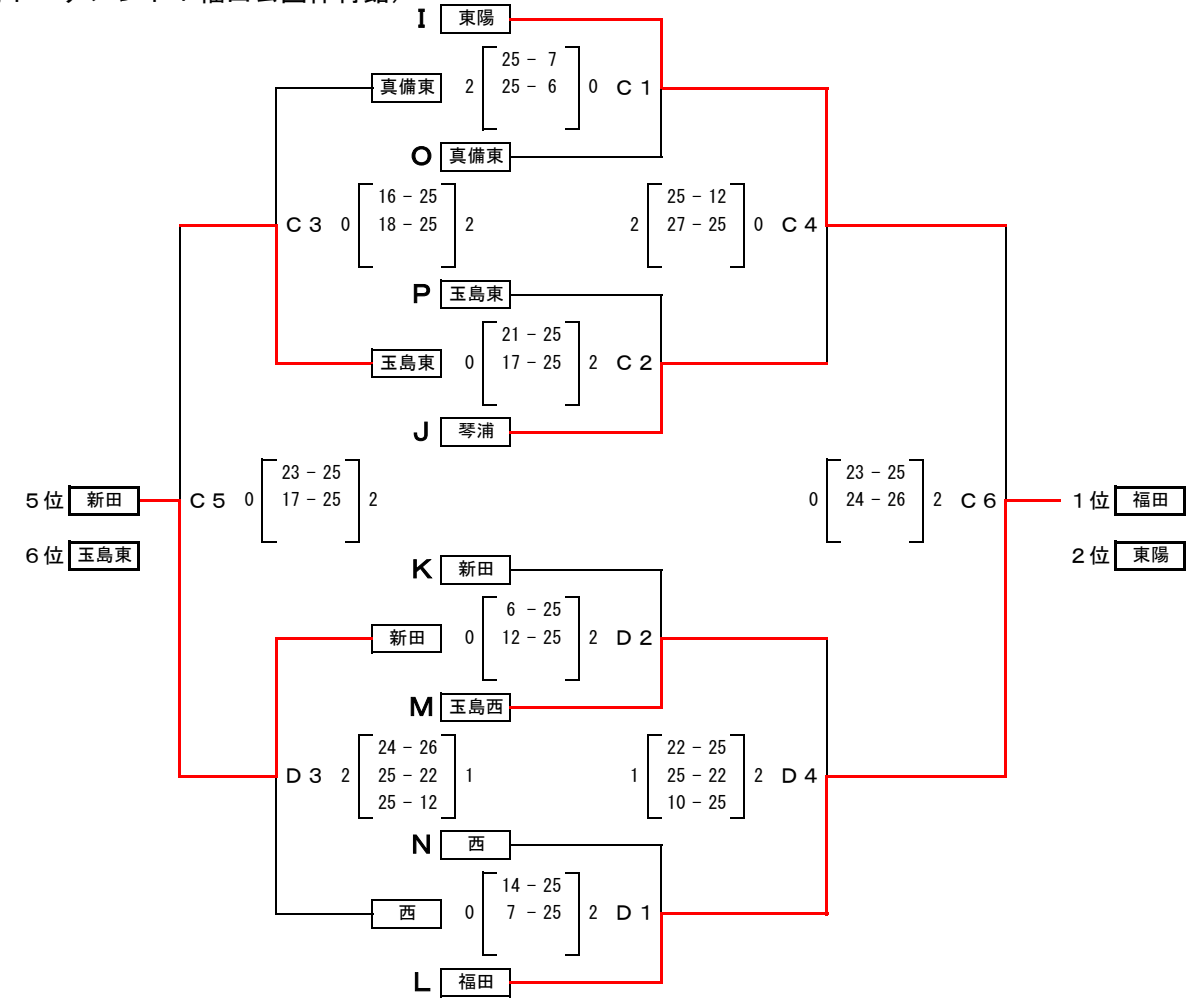 I 東陽
25 - 7
真備東 2 25 - 6 0 C1
O 真備東
16 - 25 25 - 12
C3 0 18 - 25 2 2 27 - 25 0 C4
P 玉島東
21 - 25
玉島東 0 17 - 25 2 C2
J 琴浦
23 - 25 23 - 25
5位 新田 C5 0 17 - 25 2 0 24 - 26 2 C6 1位 福田
6位 玉島東 2位 東陽
K 新田
6 - 25
新田 0 12 - 25 2 D2
M 玉島西
24 - 26 22 - 25
D3 2 25 - 22 1 1 25 - 22 2 D4
25 - 12 10 - 25
N 西
14 - 25
西 0 7 - 25 2 D1
L 福田